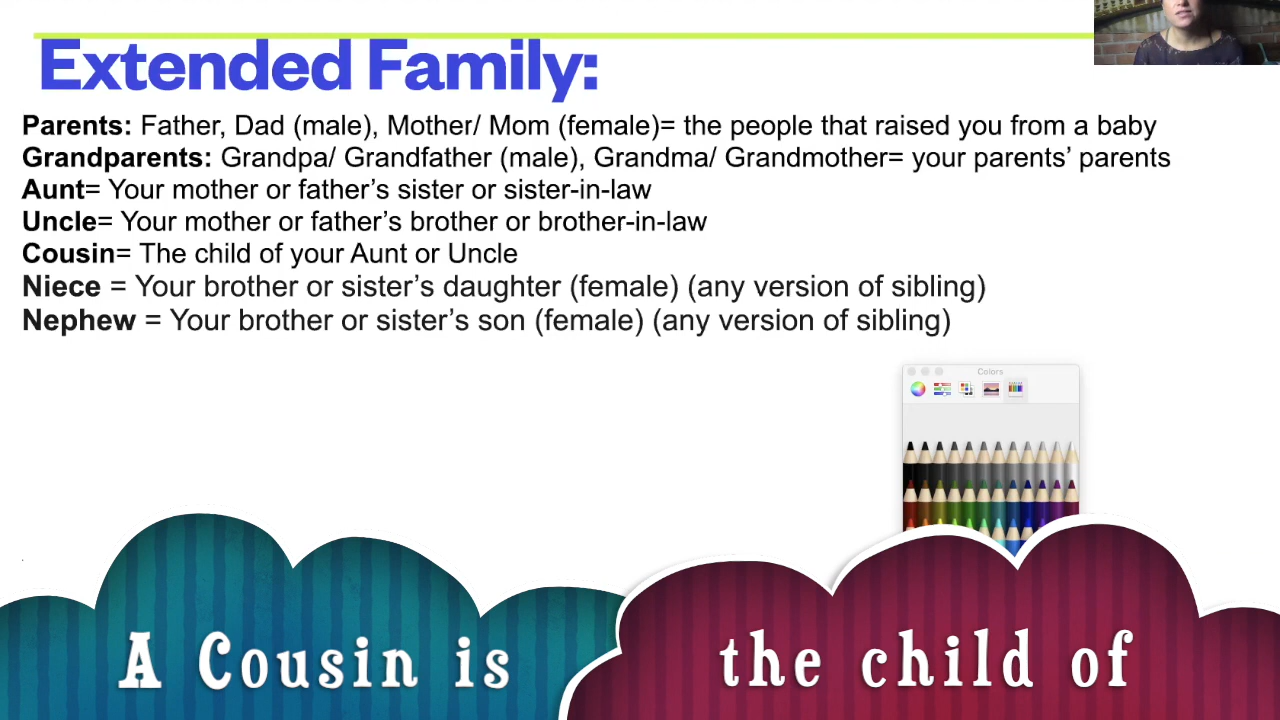 Extended Family:
Parents: Father, Dad (male), Mother/ Mom (female)= the people that raised you from a baby
Grandparents: Grandpa/ Grandfather (male), Grandma/ Grandmother= your parents’ parents
Aunt= Your mother or father’s sister or sister-in-law
Uncle= Your mother or father’s brother or brother-in-law
Cousin= The child of your Aunt or Uncle
Niece = Your brother or sister’s daughter (female) (any version of sibling)
Nephew = Your brother or sister’s son (female) (any version of sibling)
Colors
A Cousin is
the child of